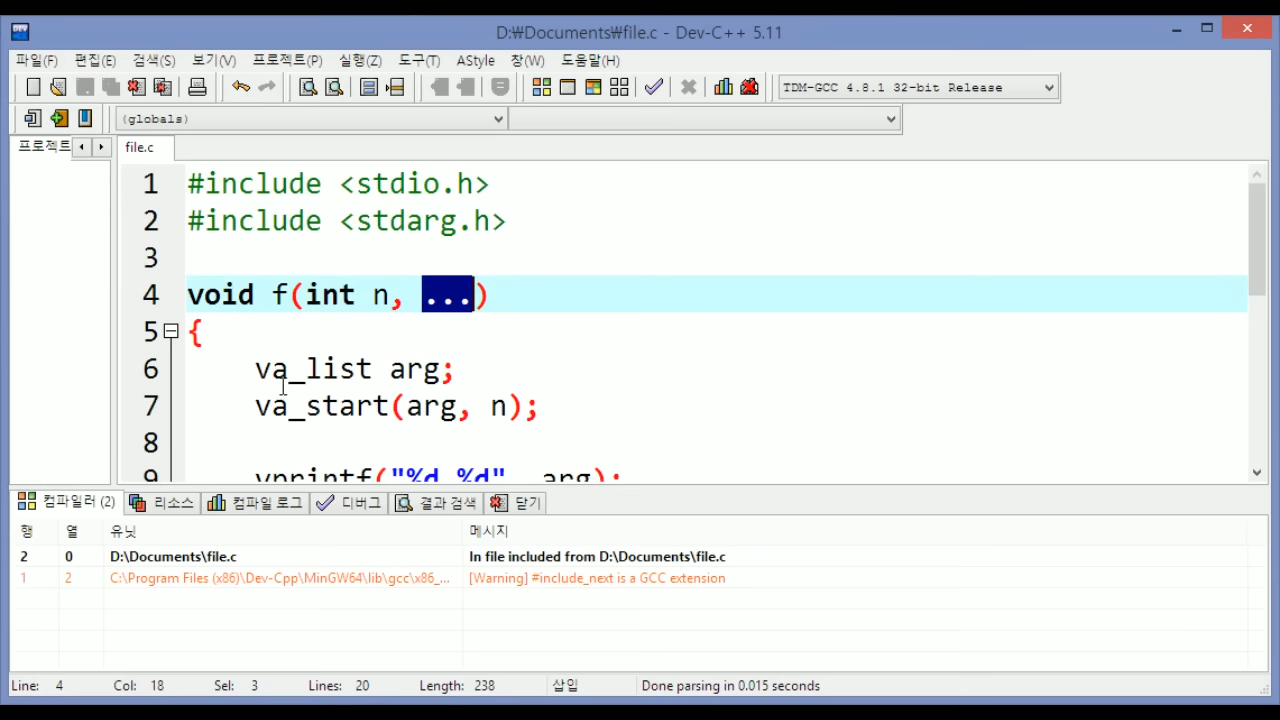 D:₩Documents₩file.c - Dev-C++ 5.11
파일(F) 편집(E) 검색(S) 보기(V) 프로젝트(P) 실행(Z) 도구(T) AStyle 창(W) 도움말(H)
TDM-GCC 4.8.1 32-bit Release
(globals)
프로젝트 file.c
1 #include <stdio.h>
2 #include <stdarg.h>
3
4 void f(int n, ...)
5 {
6 va_list arg;
7 va_start(arg, n);
8
9 vprintf("%d %d", arg);
컴파일러 (2) 리소스 컴파일 로그 디버그 결과 검색 닫기
행 열 유닛 메시지
2 0 D:\Documents\file.c In file included from D:\Documents\file.c
1 2 C:\Program Files (x86)\Dev-Cpp\MinGW64\lib\gcc\x86_... [Warning] #include_next is a GCC extension
Line: 4 Col: 18 Sel: 3 Lines: 20 Length: 238 삽입 Done parsing in 0.015 seconds